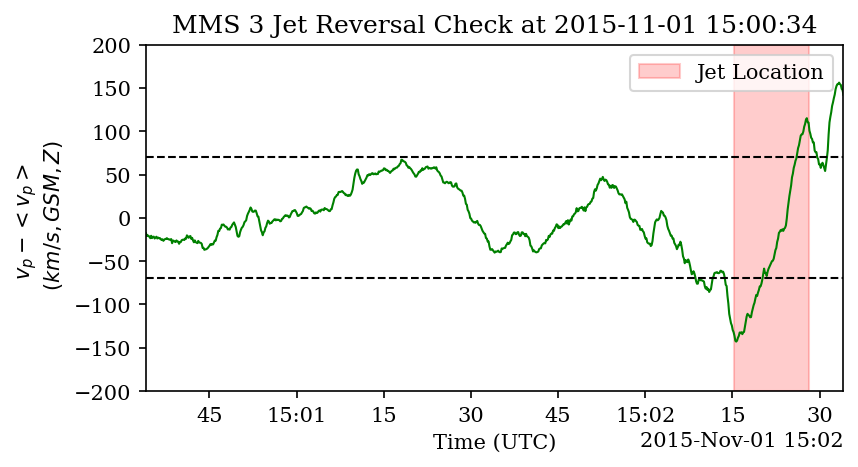 MMS 3 Jet Reversal Check at 2015-11-01 15:00:34
Jet Location
v_p − < v_p >
(km/s, GSM, Z)
200
150
100
50
0
−50
−100
−150
−200
45 15:01 15 30 45 15:02 15 30
Time (UTC)
2015-Nov-01 15:02